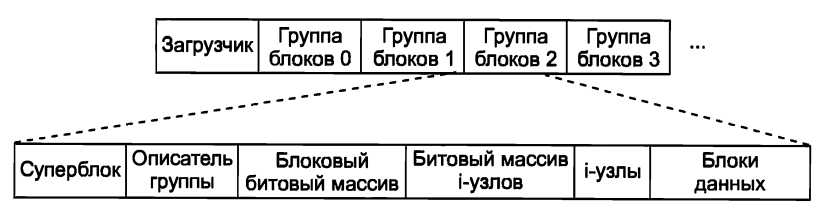 Загрузчик
Группа
блоков 0
Группа
блоков 1
Группа
блоков 2
Группа
блоков 3
...
Суперблок
Описатель
группы
Блоковый
битовый массив
Битовый массив
i-узлов
i-узлы
Блоки
данных